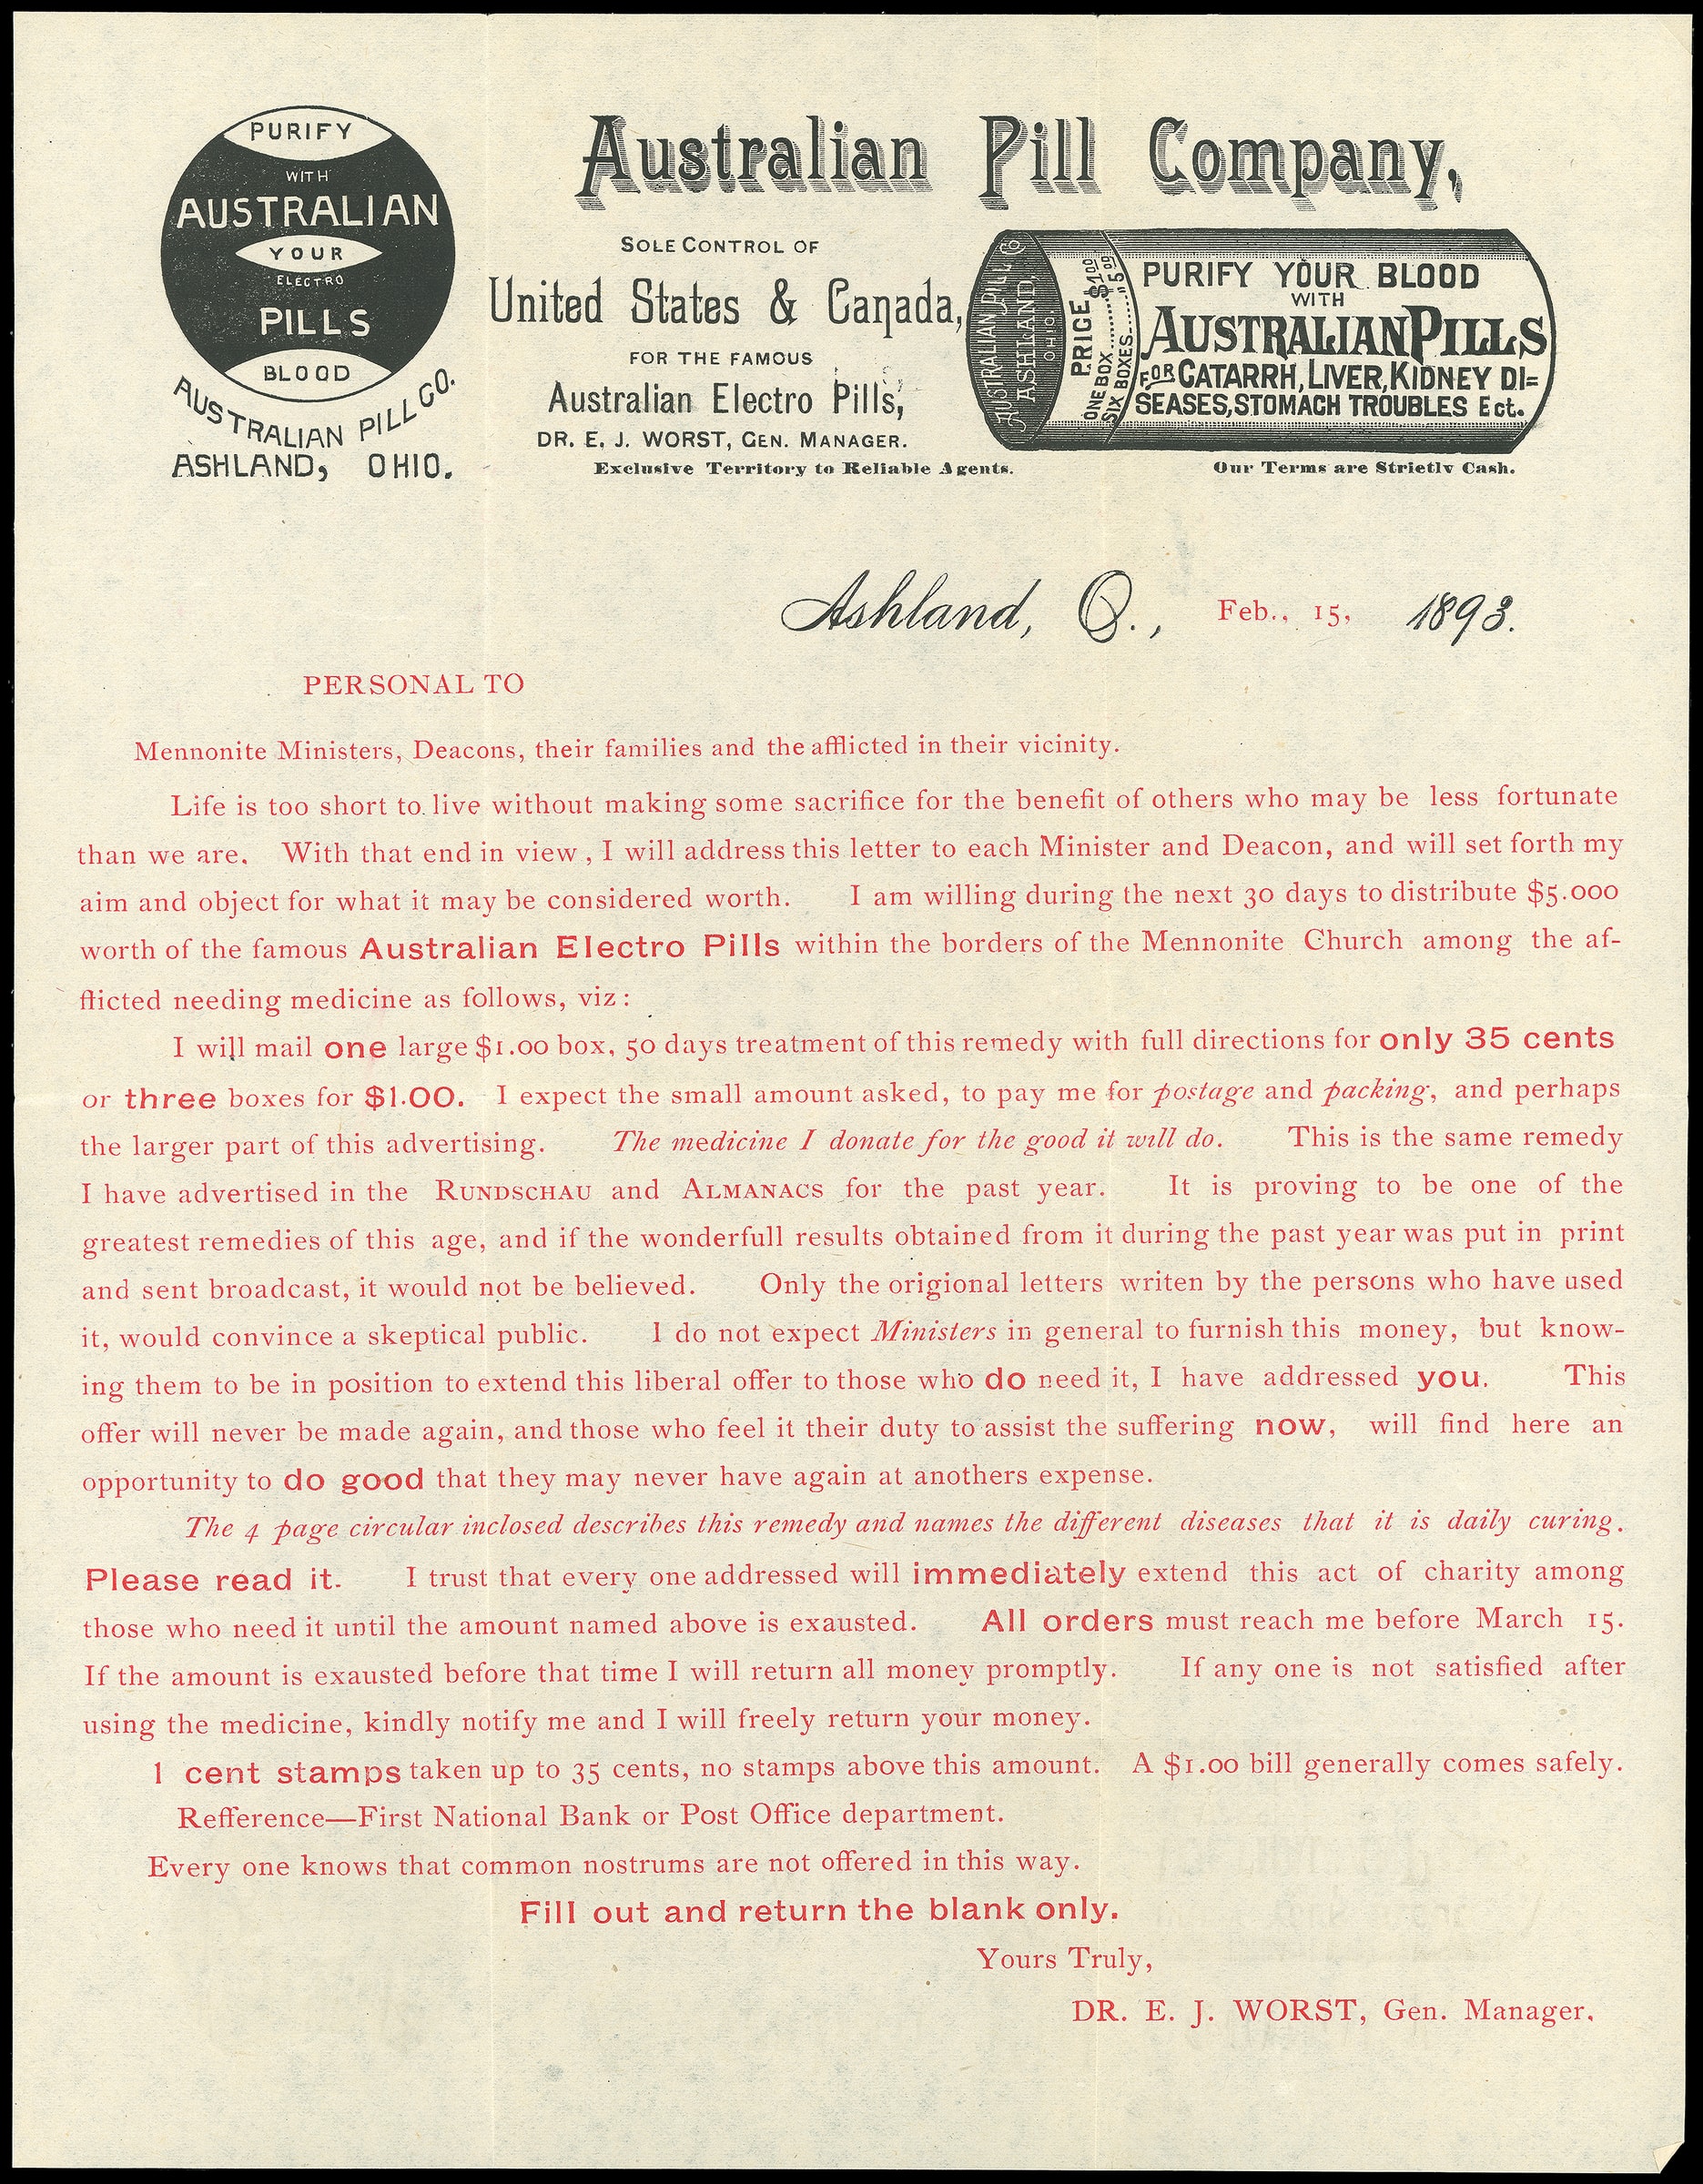 PURIFY
WITH
AUSTRALIAN
YOUR
ELECTRO
PILLS
BLOOD
AUSTRALIAN PILL CO.
ASHLAND, OHIO.
Australian Pill Company,
SOLE CONTROL OF
United States & Canada,
FOR THE FAMOUS
Australian Electro Pills,
DR. E. J. WORST, GEN. MANAGER.
Exclusive Territory to Reliable Agents.
AUSTRALIAN PILL Co
ASHLAND,
OHIO
PRICE
ONE BOX........$1.00
SIX BOXES.....„5.00
PURIFY YOUR BLOOD
WITH
AUSTRALIAN PILLS
FOR CATARRH, LIVER, KIDNEY DI=
SEASES, STOMACH TROUBLES Ect.
Our Terms are Strictly Cash.
Ashland, O., Feb., 15, 1893.
PERSONAL TO
Mennonite Ministers, Deacons, their families and the afflicted in their vicinity.
Life is too short to live without making some sacrifice for the benefit of others who may be less fortunate
than we are. With that end in view, I will address this letter to each Minister and Deacon, and will set forth my
aim and object for what it may be considered worth. I am willing during the next 30 days to distribute $5.000
worth of the famous Australian Electro Pills within the borders of the Mennonite Church among the af-
flicted needing medicine as follows, viz:
I will mail one large $1.00 box, 50 days treatment of this remedy with full directions for only 35 cents
or three boxes for $1.00. I expect the small amount asked, to pay me for postage and packing, and perhaps
the larger part of this advertising. The medicine I donate for the good it will do. This is the same remedy
I have advertised in the RUNDSCHAU and ALMANACS for the past year. It is proving to be one of the
greatest remedies of this age, and if the wonderfull results obtained from it during the past year was put in print
and sent broadcast, it would not be believed. Only the origional letters writen by the persons who have used
it, would convince a skeptical public. I do not expect Ministers in general to furnish this money, but know-
ing them to be in position to extend this liberal offer to those who do need it, I have addressed you. This
offer will never be made again, and those who feel it their duty to assist the suffering now, will find here an
opportunity to do good that they may never have again at anothers expense.
The 4 page circular inclosed describes this remedy and names the different diseases that it is daily curing.
Please read it. I trust that every one addressed will immediately extend this act of charity among
those who need it until the amount named above is exausted. All orders must reach me before March 15.
If the amount is exausted before that time I will return all money promptly. If any one is not satisfied after
using the medicine, kindly notify me and I will freely return your money.
1 cent stamps taken up to 35 cents, no stamps above this amount. A $1.00 bill generally comes safely.
Refference—First National Bank or Post Office department.
Every one knows that common nostrums are not offered in this way.
Fill out and return the blank only.
Yours Truly,
DR. E. J. WORST, Gen. Manager.